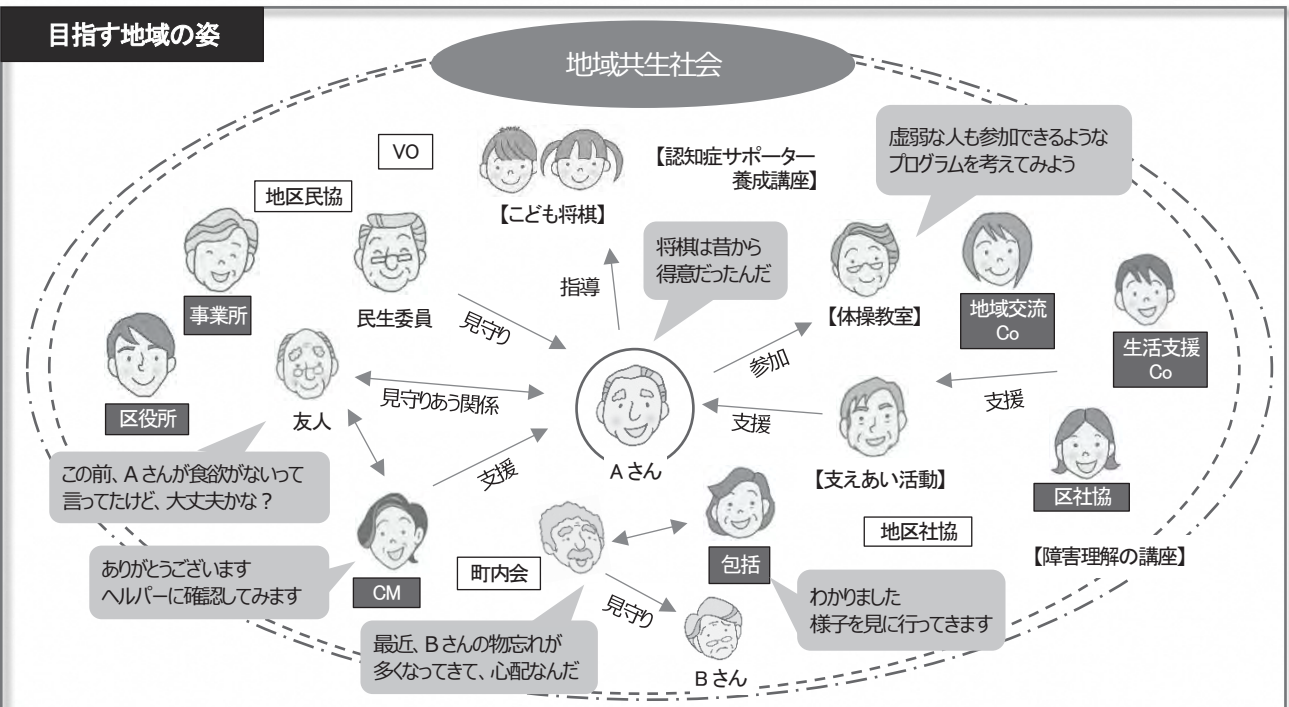 目指す地域の姿
地域共生社会
VO
地区民協
【こども将棋】
【認知症サポーター
養成講座】
虚弱な人も参加できるような
プログラムを考えてみよう
将棋は昔から
得意だったんだ
指導
事業所
民生委員
見守り
【体操教室】
地域交流
Co
生活支援
Co
参加
区役所
友人
見守りあう関係
Aさん
支援
支援
【支えあい活動】
区社協
この前、Aさんが食欲がないって
言ってたけど、大丈夫かな？
支援
地区社協
【障害理解の講座】
ありがとうございます
ヘルパーに確認してみます
CM
町内会
包括
見守り
わかりました
様子を見に行ってきます
最近、Bさんの物忘れが
多くなってきて、心配なんだ
Bさん